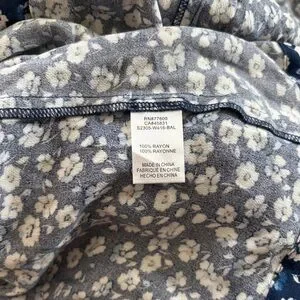 RN#77600
CA#45831
S2305-W416-BAL
100% RAYON
100% RAYONNE
MADE IN CHINA
FABRIQUÉ EN CHINE
HECHO EN CHINA